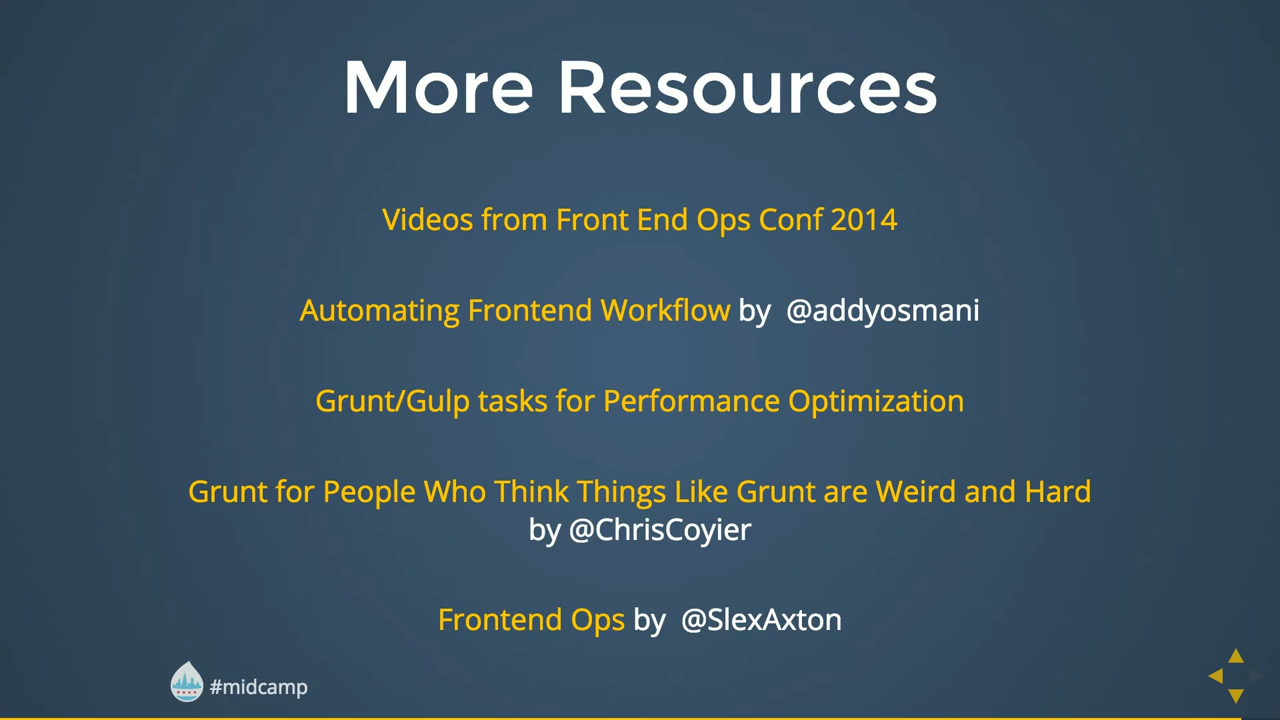 More Resources
Videos from Front End Ops Conf 2014
Automating Frontend Workflow by @addyosmani
Grunt/Gulp tasks for Performance Optimization
Grunt for People Who Think Things Like Grunt are Weird and Hard
by @ChrisCoyier
Frontend Ops by @SlexAxton
#midcamp